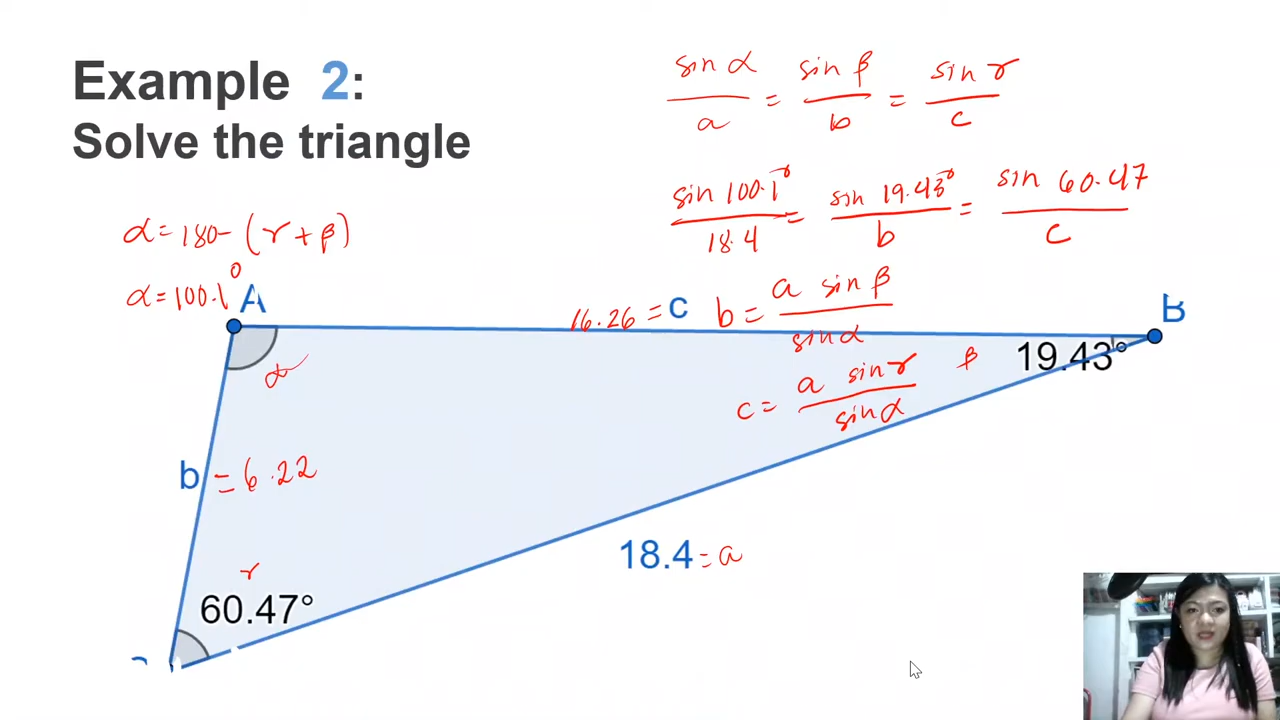 Example 2:
Solve the triangle
sin α / a = sin β / b = sin γ / c
sin 100.1° / 18.4 = sin 19.43° / b = sin 60.47 / c
α = 180 - (γ + β)
α = 100.1°
A
16.26 = c
b = a sin β / sin α
B
α
c = a sin γ / sin α
β
19.43°
b = 6.22
18.4 = a
γ
60.47°